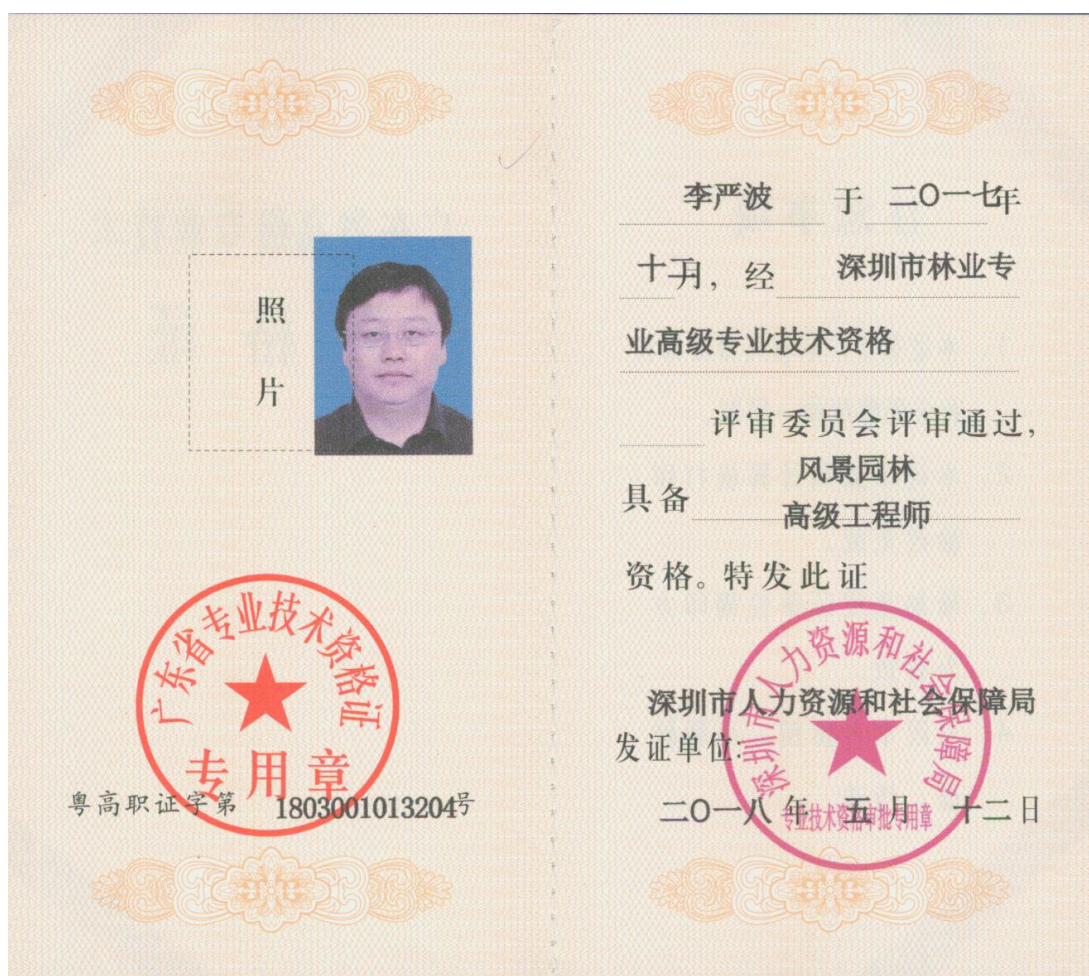 照
片
广东省专业技术资格证
专用章
粤高职证字第 1803001013204号
李严波 于 二〇一七年
十二月，经 深圳市林业专
业高级专业技术资格
评审委员会评审通过，
具备 风景园林
高级工程师
资格。特发此证
深圳市人力资源和社会保障局
发证单位:
深圳市人力资源和社会保障局
专业技术资格审批专用章
二〇一八 年 五 月 十二 日